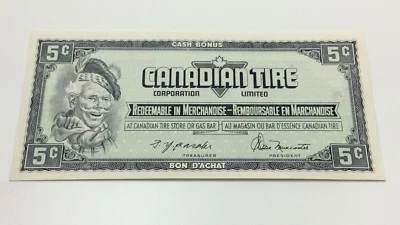 5¢ CASH BONUS 5¢
CANADIAN TIRE
CORPORATION LIMITED
REDEEMABLE IN MERCHANDISE – REMBOURSABLE EN MARCHANDISE
AT CANADIAN TIRE STORE OR GAS BAR AU MAGASIN OU BAR D'ESSENCE CANADIAN TIRE
TREASURER PRESIDENT
5¢ BON D'ACHAT 5¢